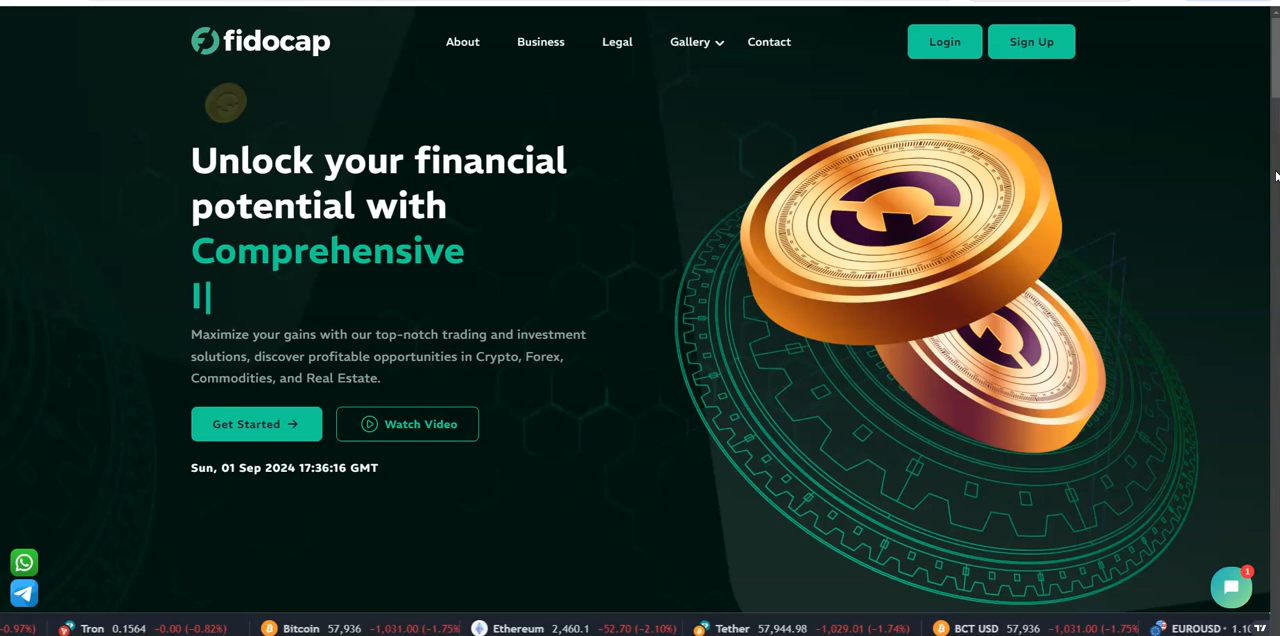 fidocap
About
Business
Legal
Gallery
Contact
Login
Sign Up
Unlock your financial
potential with
Comprehensive
I|
Maximize your gains with our top-notch trading and investment
solutions, discover profitable opportunities in Crypto, Forex,
Commodities, and Real Estate.
Get Started →
Watch Video
Sun, 01 Sep 2024 17:36:16 GMT
1
-0.97%) Tron 0.1564 -0.00 (-0.82%) Bitcoin 57,936 -1,031.00 (-1.75% Ethereum 2,460.1 -52.70 (-2.10%) Tether 57,944.98 -1,029.01 (-1.74%) BCT USD 57,936 -1,031.00 (-1.75% EURUSD